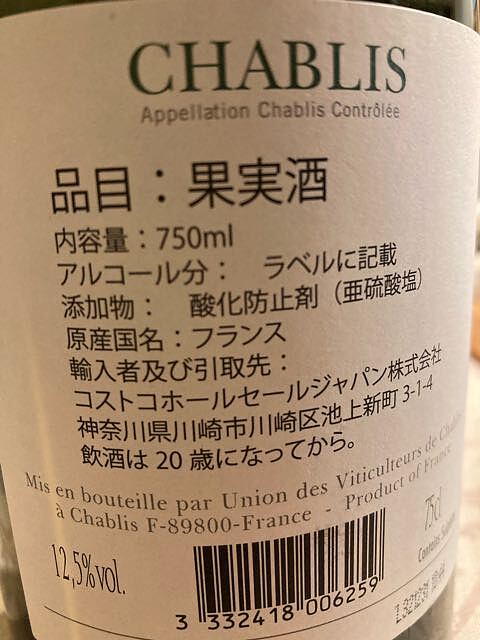 CHABLIS
Appellation Chablis Contrôlée
品目：果実酒
内容量：750ml
アルコール分： ラベルに記載
添加物： 酸化防止剤（亜硫酸塩）
原産国名：フランス
輸入者及び引取先：
コストコホールセールジャパン株式会社
神奈川県川崎市川崎区池上新町 3-1-4
飲酒は 20 歳になってから。
Mis en bouteille par Union des Viticulteurs de
à Chablis F-89800-France - Product of France
12,5%vol.
75cl
3 332418 006259